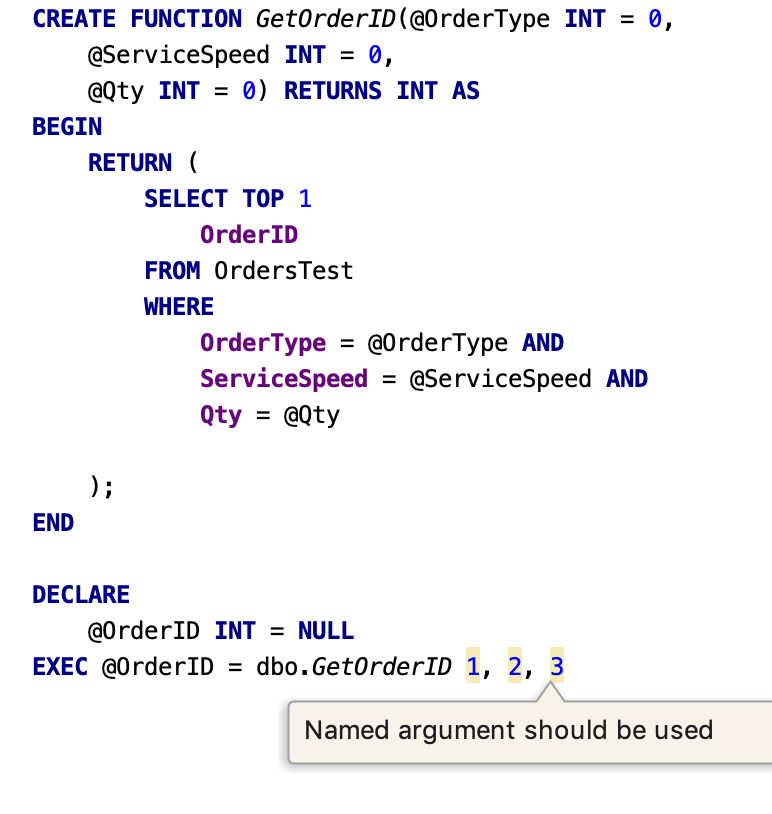 CREATE FUNCTION GetOrderID(@OrderType INT = 0,
    @ServiceSpeed INT = 0,
    @Qty INT = 0) RETURNS INT AS
BEGIN
    RETURN (
        SELECT TOP 1
            OrderID
        FROM OrdersTest
        WHERE
            OrderType = @OrderType AND
            ServiceSpeed = @ServiceSpeed AND
            Qty = @Qty
    );
END
DECLARE
    @OrderID INT = NULL
EXEC @OrderID = dbo.GetOrderID 1, 2, 3
Named argument should be used